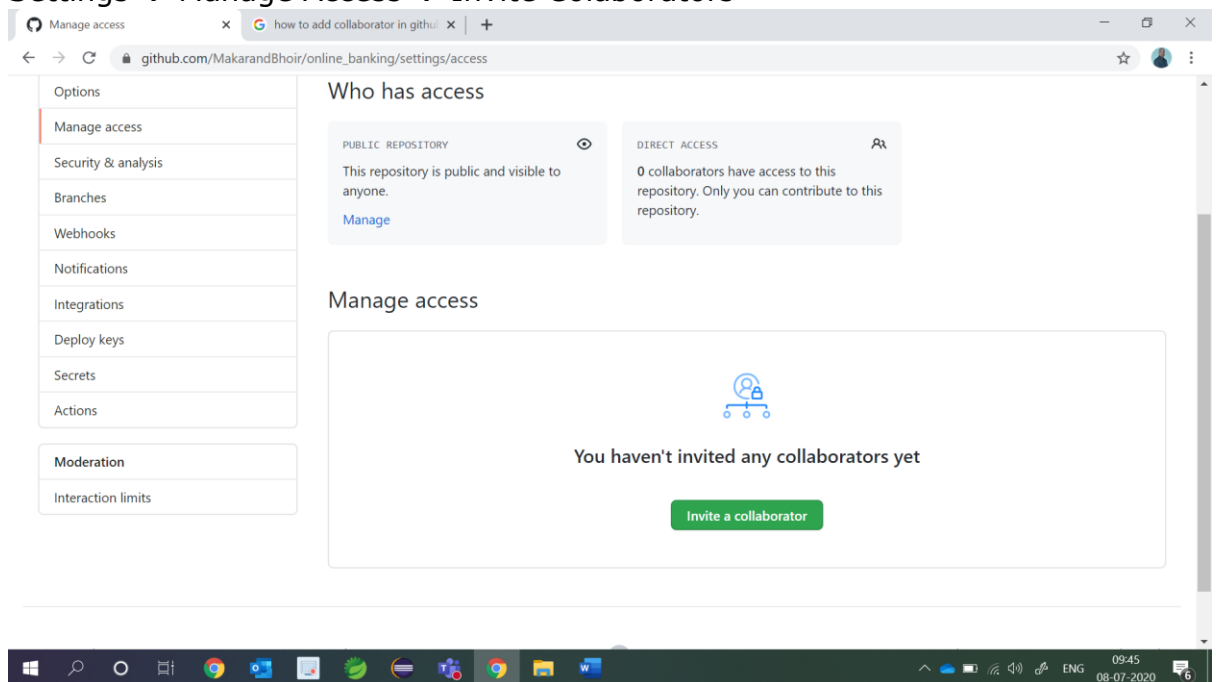 Settings → Manage Access → Invite Colaborators
Manage access
how to add collaborator in githu
github.com/MakarandBhoir/online_banking/settings/access
Options
Manage access
Security & analysis
Branches
Webhooks
Notifications
Integrations
Deploy keys
Secrets
Actions
Moderation
Interaction limits
Who has access
PUBLIC REPOSITORY
This repository is public and visible to
anyone.
Manage
DIRECT ACCESS
0 collaborators have access to this
repository. Only you can contribute to this
repository.
Manage access
You haven't invited any collaborators yet
Invite a collaborator
ENG
09:45
08-07-2020
6